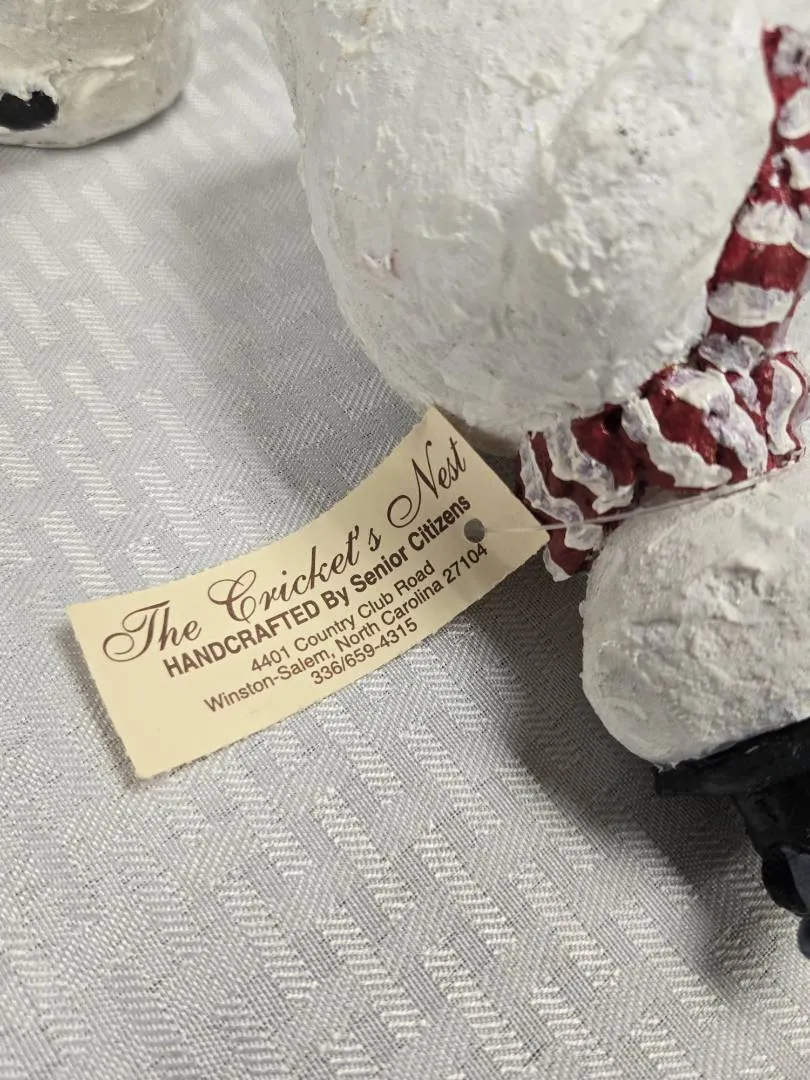 The Cricket's Nest
HANDCRAFTED By Senior Citizens
4401 Country Club Road
Winston-Salem, North Carolina 27104
336/659-4315